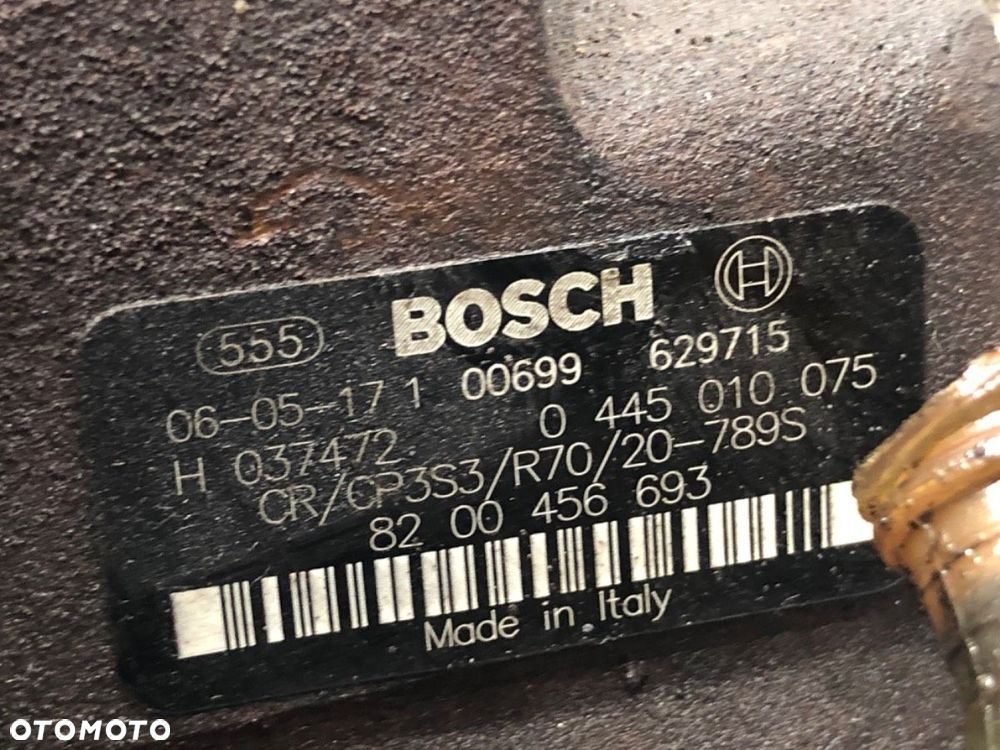 555 BOSCH
06-05-17 1 00699 629715
H 037472 0 445 010 075
CR/CP3S3/R70/20-789S
82 00 456 693
Made in Italy
OTOMOTO